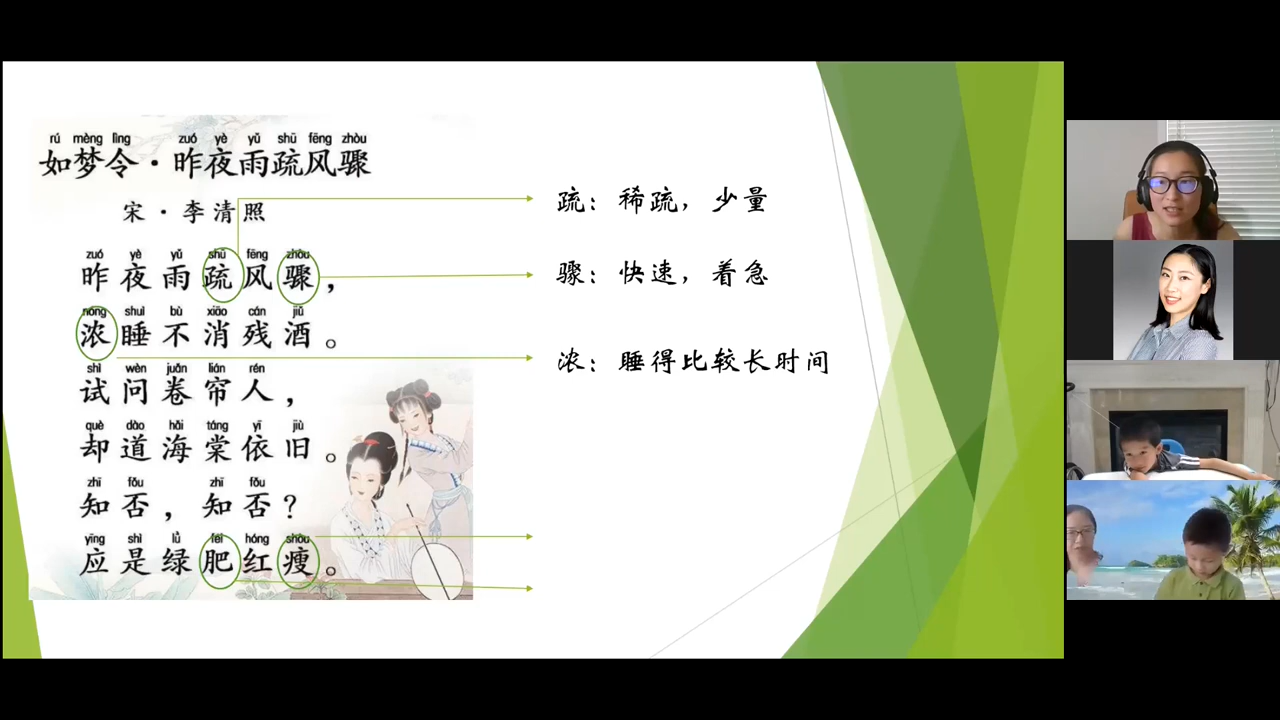 rú mèng lìng zuó yè yǔ shū fēng zhòu
如梦令·昨夜雨疏风骤
宋·李清照
zuó yè yǔ shū fēng zhòu
昨夜雨疏风骤，
nóng shuì bù xiāo cán jiǔ
浓睡不消残酒。
shì wèn juǎn lián rén
试问卷帘人，
què dào hǎi táng yī jiù
却道海棠依旧。
zhī fǒu zhī fǒu
知否，知否？
yīng shì lǜ féi hóng shòu
应是绿肥红瘦。
疏：稀疏，少量
骤：快速，着急
浓：睡得比较长时间